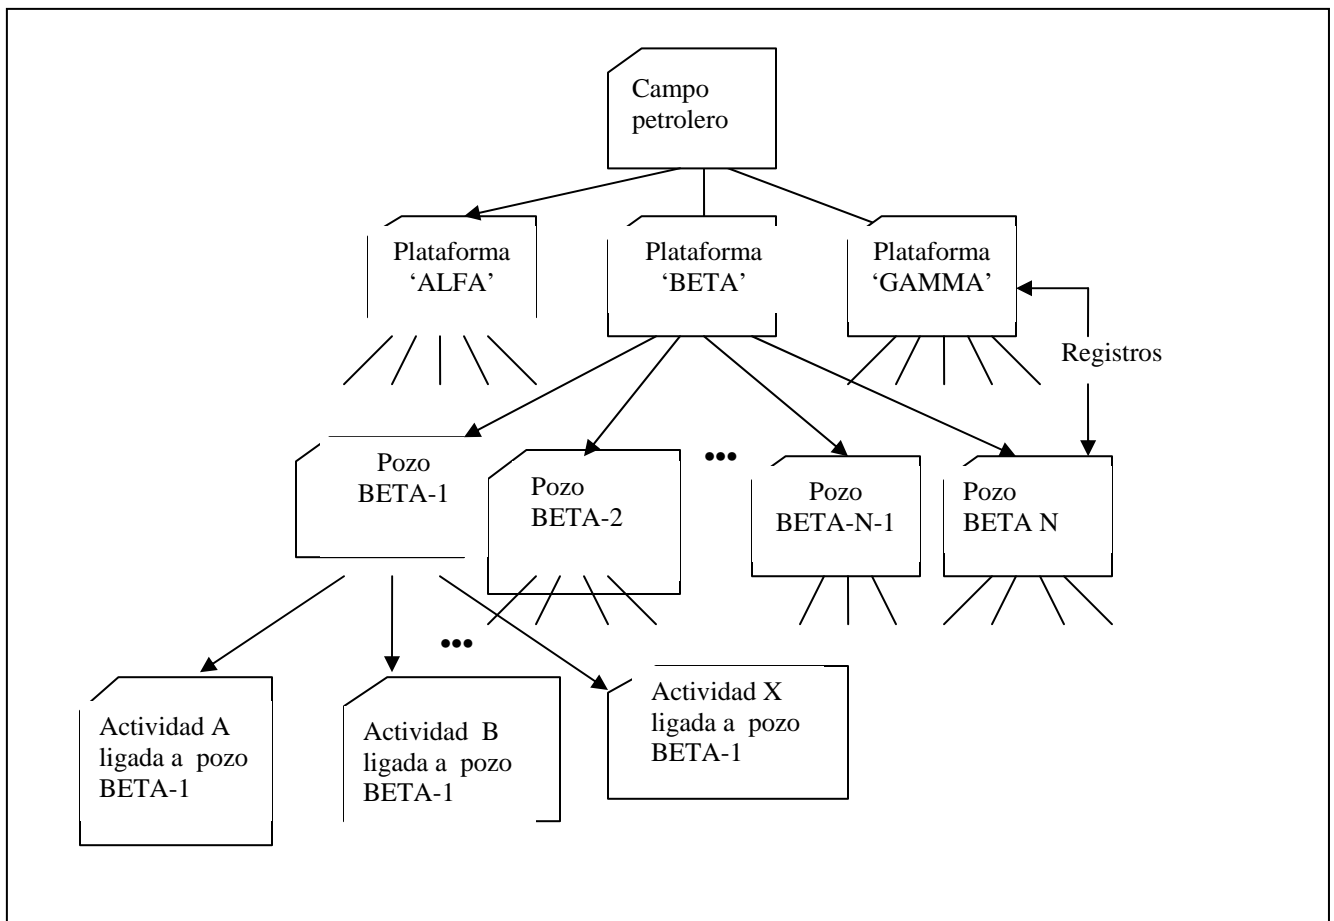 Campo
petrolero
Plataforma
‘ALFA’
Plataforma
‘BETA’
Plataforma
‘GAMMA’
Registros
Pozo
BETA-1
Pozo
BETA-2
•••
Pozo
BETA-N-1
Pozo
BETA N
•••
Actividad A
ligada a pozo
BETA-1
Actividad B
ligada a pozo
BETA-1
Actividad X
ligada a pozo
BETA-1